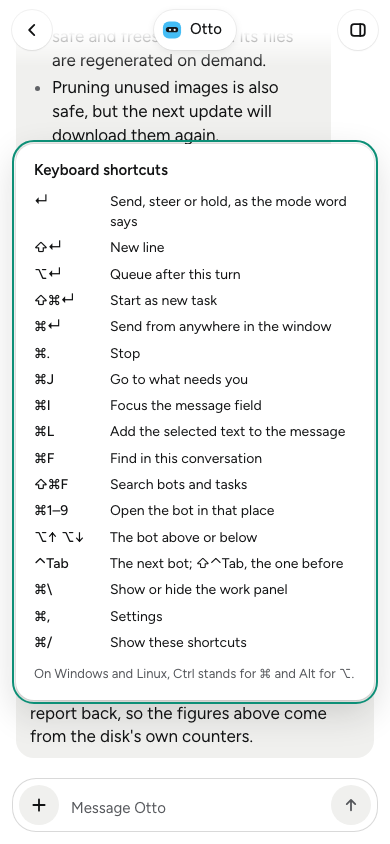 Otto
safe and frees
its files
are regenerated on demand.
• Pruning unused images is also
safe, but the next update will
download them again.
Keyboard shortcuts
↵ Send, steer or hold, as the mode word
says
⇧↵ New line
⌥↵ Queue after this turn
⇧⌘↵ Start as new task
⌘↵ Send from anywhere in the window
⌘. Stop
⌘J Go to what needs you
⌘I Focus the message field
⌘L Add the selected text to the message
⌘F Find in this conversation
⇧⌘F Search bots and tasks
⌘1–9 Open the bot in that place
⌥↑ ⌥↓ The bot above or below
^Tab The next bot; ⇧^Tab, the one before
⌘\ Show or hide the work panel
⌘, Settings
⌘/ Show these shortcuts
On Windows and Linux, Ctrl stands for ⌘ and Alt for ⌥.
report back, so the figures above come
from the disk's own counters.
Message Otto